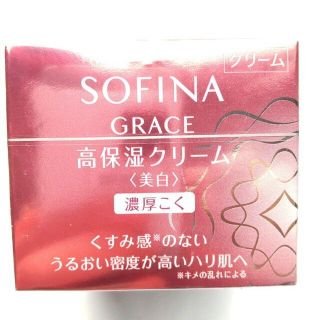 クリーム
SOFINA
GRACE
高保湿クリーム
〈美白〉
濃厚こく
くすみ感※のない
うるおい密度が高いハリ肌へ
※キメの乱れによる